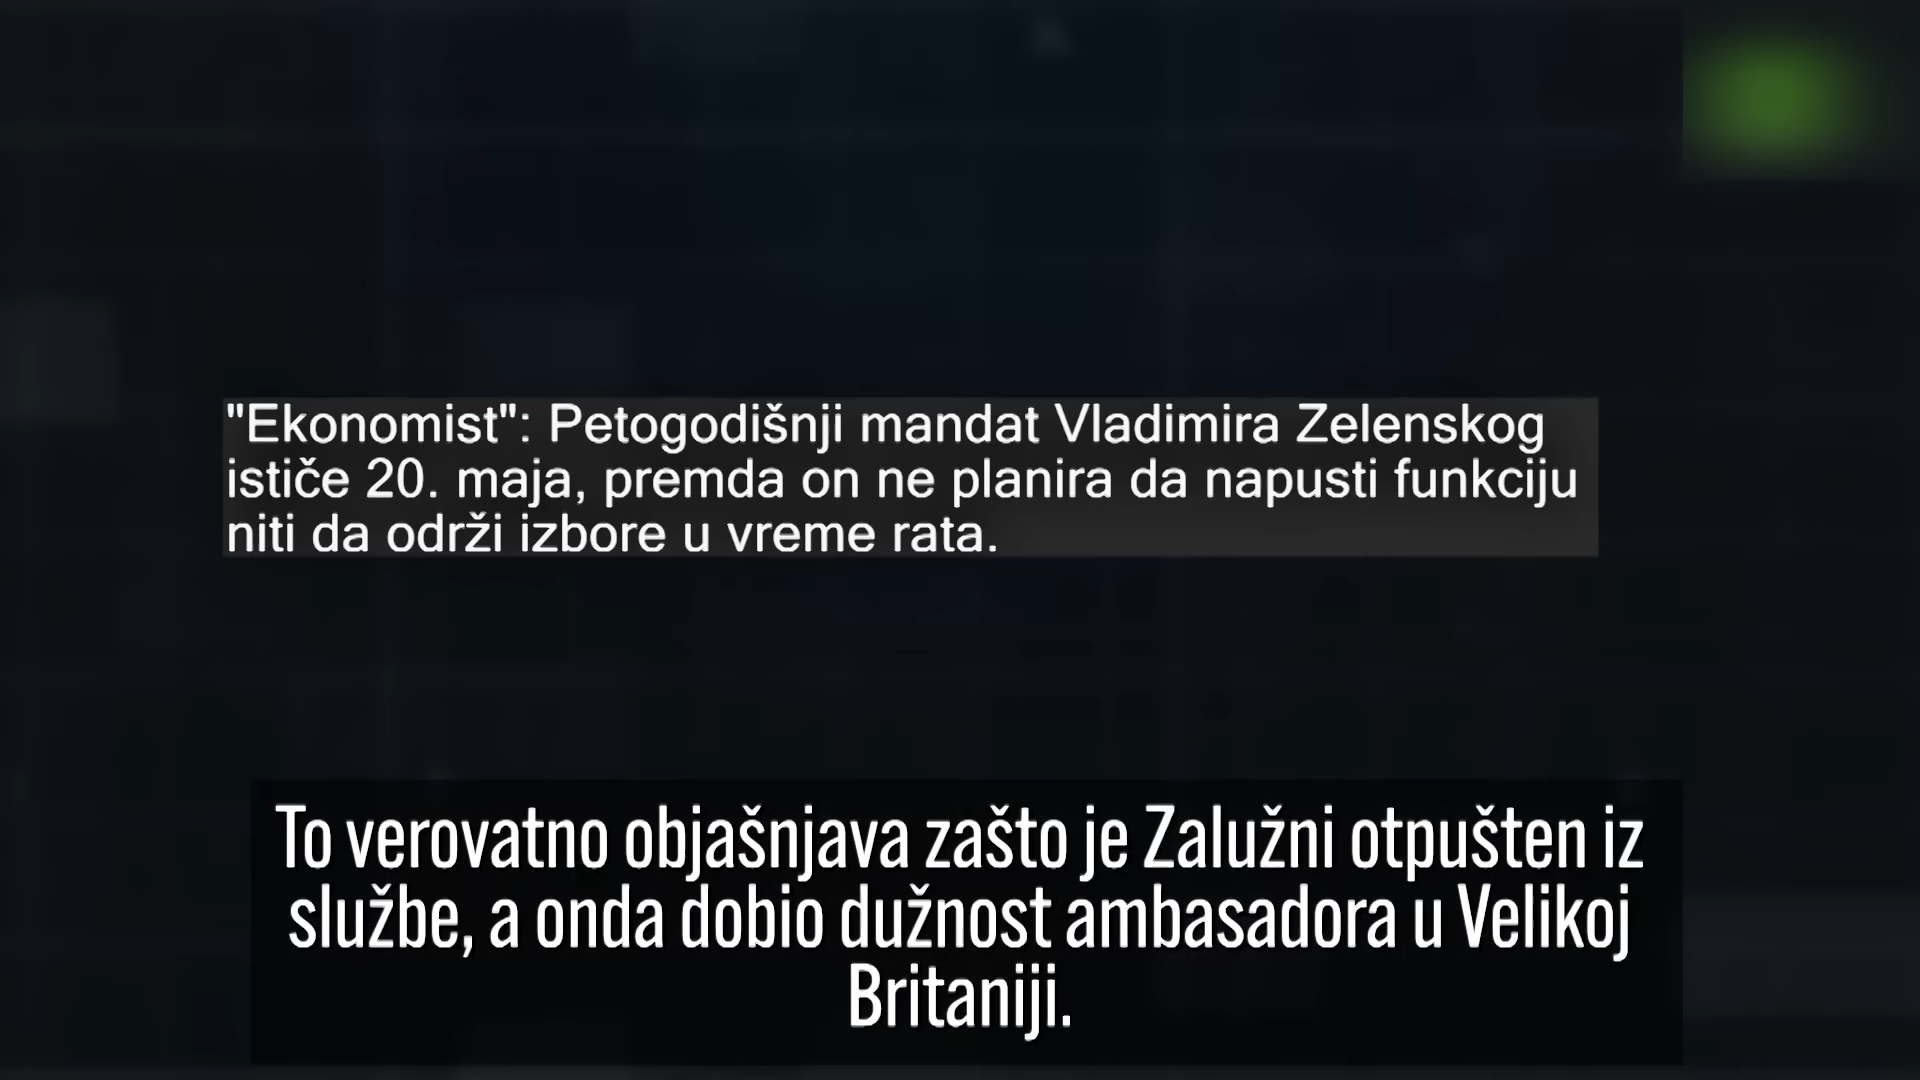 "Ekonomist": Petogodišnji mandat Vladimira Zelenskog
ističe 20. maja, premda on ne planira da napusti funkciju
niti da održi izbore u vreme rata.
To verovatno objašnjava zašto je Zalužni otpušten iz
službe, a onda dobio dužnost ambasadora u Velikoj
Britaniji.